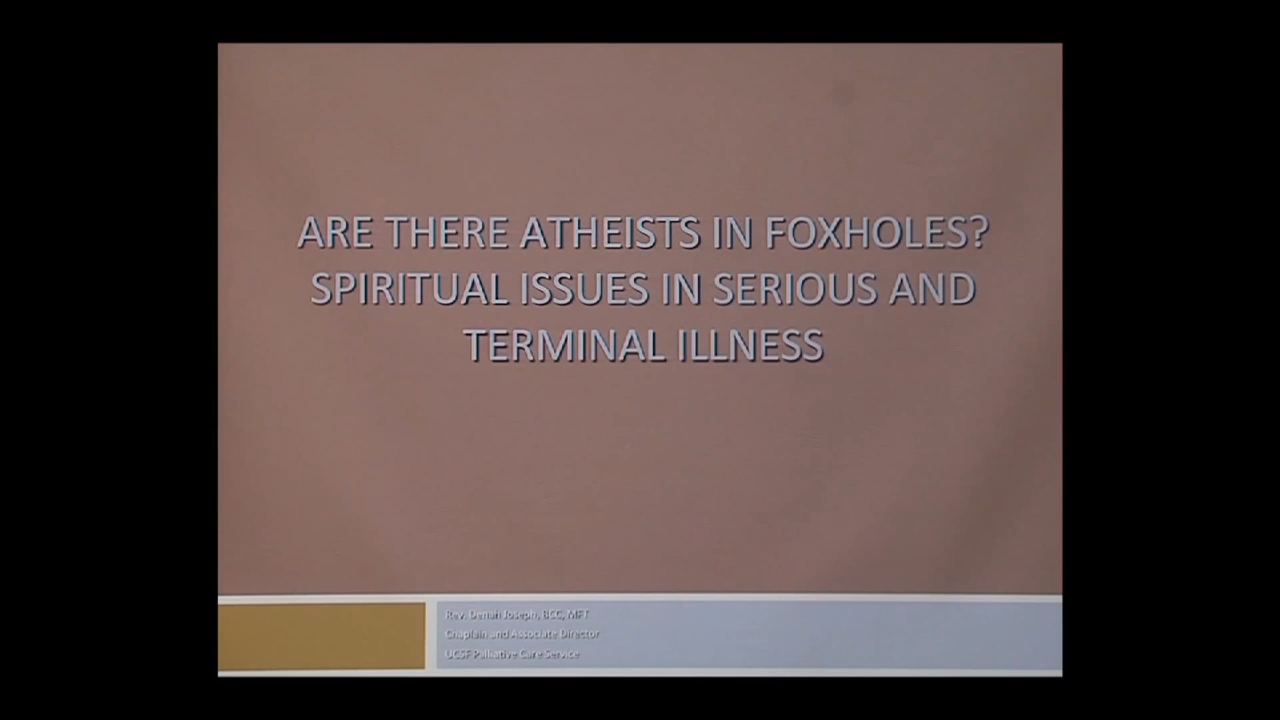 ARE THERE ATHEISTS IN FOXHOLES?
SPIRITUAL ISSUES IN SERIOUS AND
TERMINAL ILLNESS
Rev. Denah Joseph, BCC, MFT
Chaplain and Associate Director
UCSF Palliative Care Service